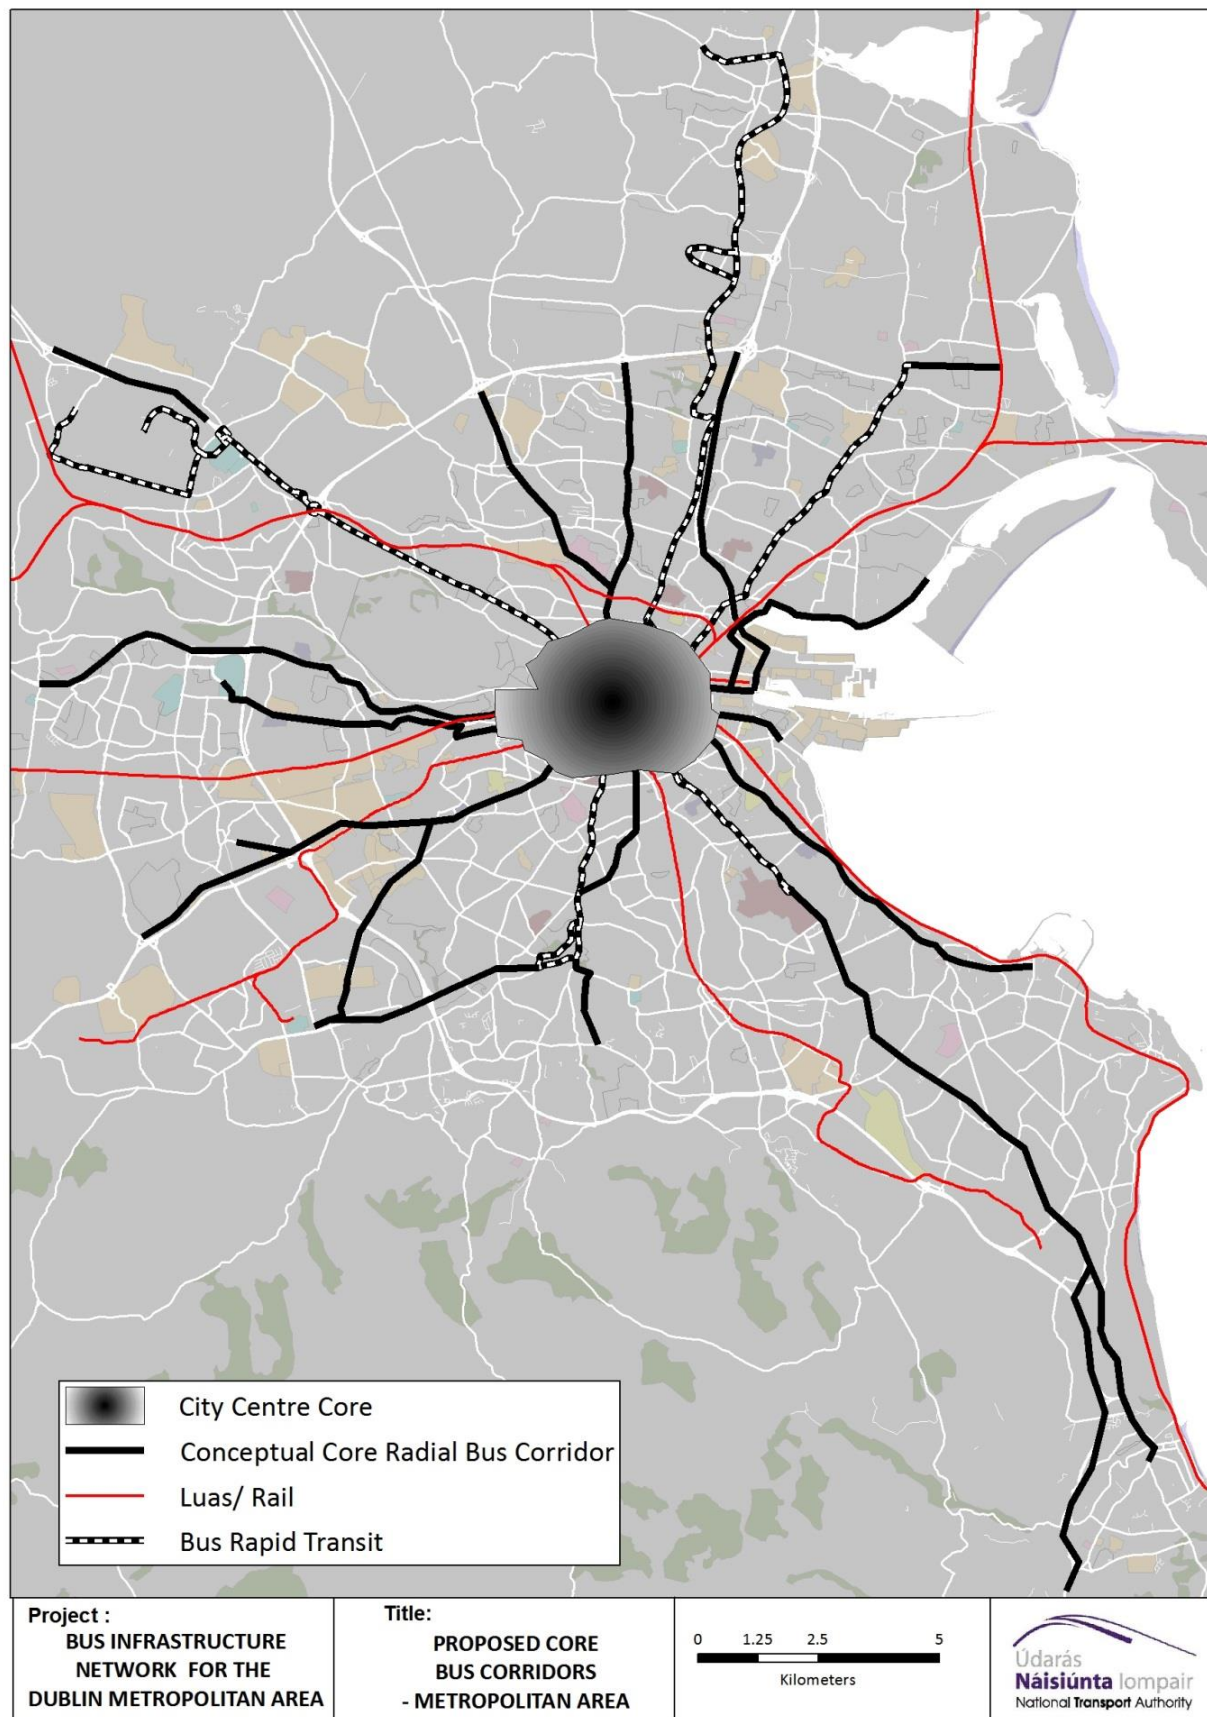 City Centre Core
Conceptual Core Radial Bus Corridor
Luas/ Rail
Bus Rapid Transit
Project :
BUS INFRASTRUCTURE
NETWORK FOR THE
DUBLIN METROPOLITAN AREA
Title:
PROPOSED CORE
BUS CORRIDORS
- METROPOLITAN AREA
0 1.25 2.5 5
Kilometers
Údarás
Náisiúnta Iompair
National Transport Authority